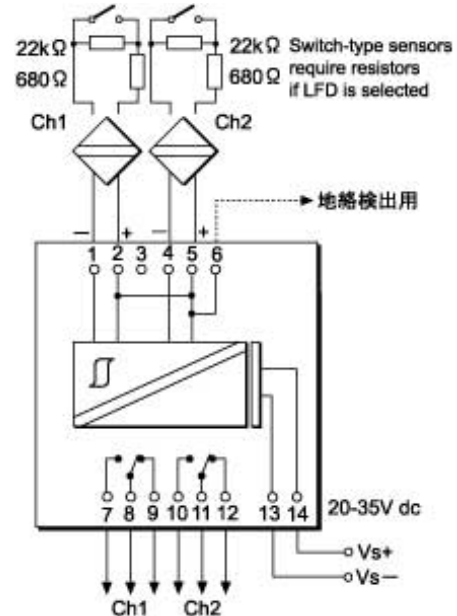 22kΩ
680Ω
22kΩ
680Ω
Switch-type sensors
require resistors
if LFD is selected
Ch1
Ch2
地絡検出用
− + − +
1 2 3 4 5 6
7 8 9 10 11 12 13 14
20-35V dc
Vs+
Vs−
Ch1 Ch2